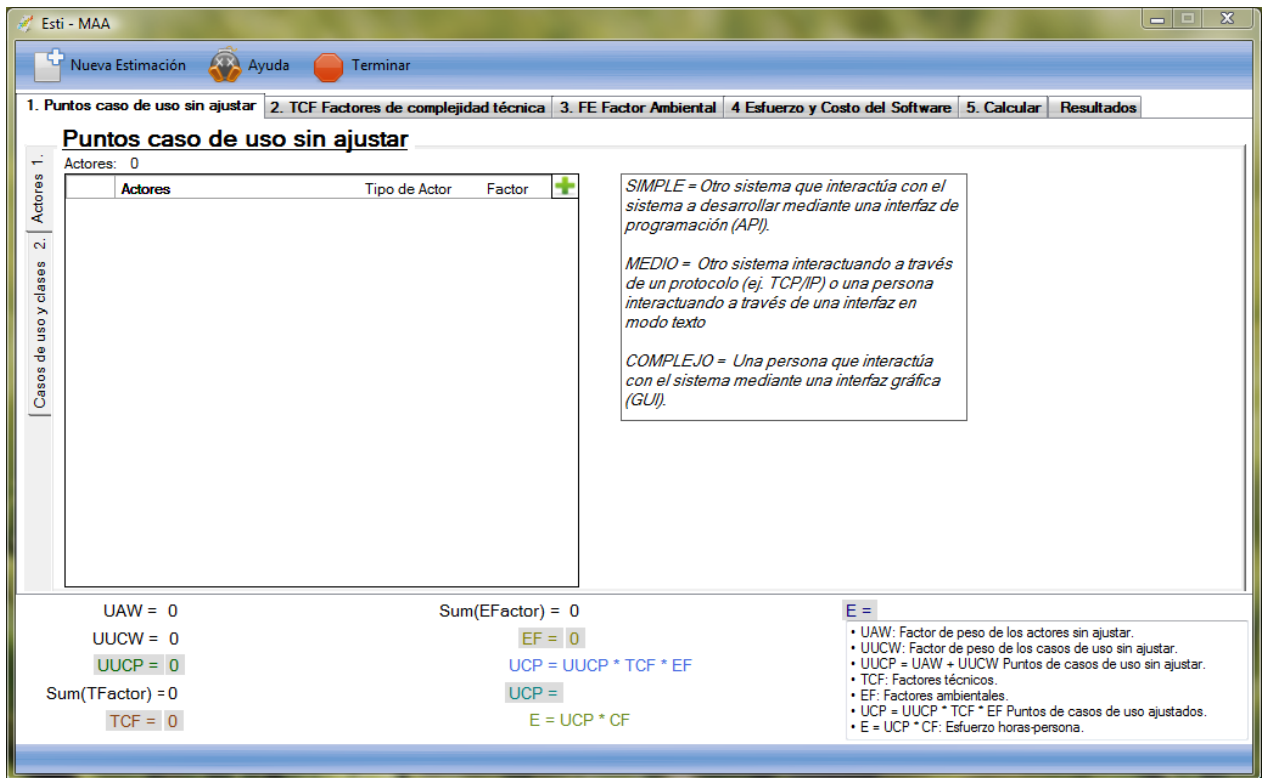 Esti - MAA
Nueva Estimación
Ayuda
Terminar
1. Puntos caso de uso sin ajustar
2. TCF Factores de complejidad técnica
3. FE Factor Ambiental
4 Esfuerzo y Costo del Software
5. Calcular
Resultados
Puntos caso de uso sin ajustar
Actores 1.
Casos de uso y clases 2.
Actores: 0
Actores
Tipo de Actor
Factor
SIMPLE = Otro sistema que interactúa con el
sistema a desarrollar mediante una interfaz de
programación (API).
MEDIO = Otro sistema interactuando a través
de un protocolo (ej. TCP/IP) o una persona
interactuando a través de una interfaz en
modo texto
COMPLEJO = Una persona que interactúa
con el sistema mediante una interfaz gráfica
(GUI).
UAW = 0
UUCW = 0
UUCP = 0
Sum(TFactor) = 0
TCF = 0
Sum(EFactor) = 0
EF = 0
UCP = UUCP * TCF * EF
UCP =
E = UCP * CF
E =
• UAW: Factor de peso de los actores sin ajustar.
• UUCW: Factor de peso de los casos de uso sin ajustar.
• UUCP = UAW + UUCW Puntos de casos de uso sin ajustar.
• TCF: Factores técnicos.
• EF: Factores ambientales.
• UCP = UUCP * TCF * EF Puntos de casos de uso ajustados.
• E = UCP * CF: Esfuerzo horas-persona.